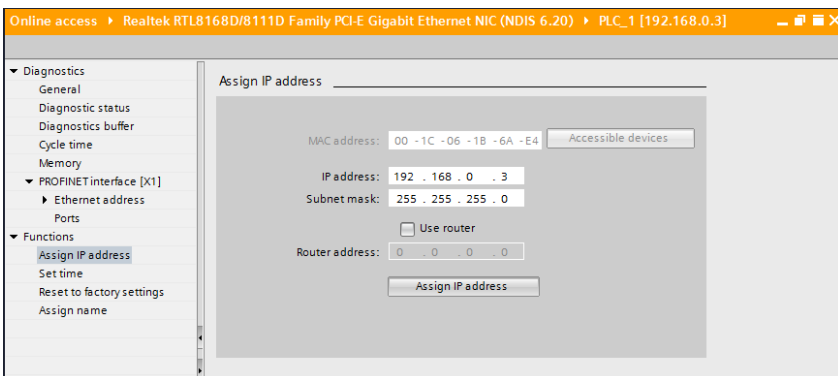 Online access ▸ Realtek RTL8168D/8111D Family PCI-E Gigabit Ethernet NIC (NDIS 6.20) ▸ PLC_1 [192.168.0.3]
Diagnostics
General
Diagnostic status
Diagnostics buffer
Cycle time
Memory
PROFINET interface [X1]
Ethernet address
Ports
Functions
Assign IP address
Set time
Reset to factory settings
Assign name
Assign IP address
MAC address: 00 -1C -06 -1B -6A -E4 Accessible devices
IP address: 192 . 168 . 0 . 3
Subnet mask: 255 . 255 . 255 . 0
Use router
Router address: 0 . 0 . 0 . 0
Assign IP address